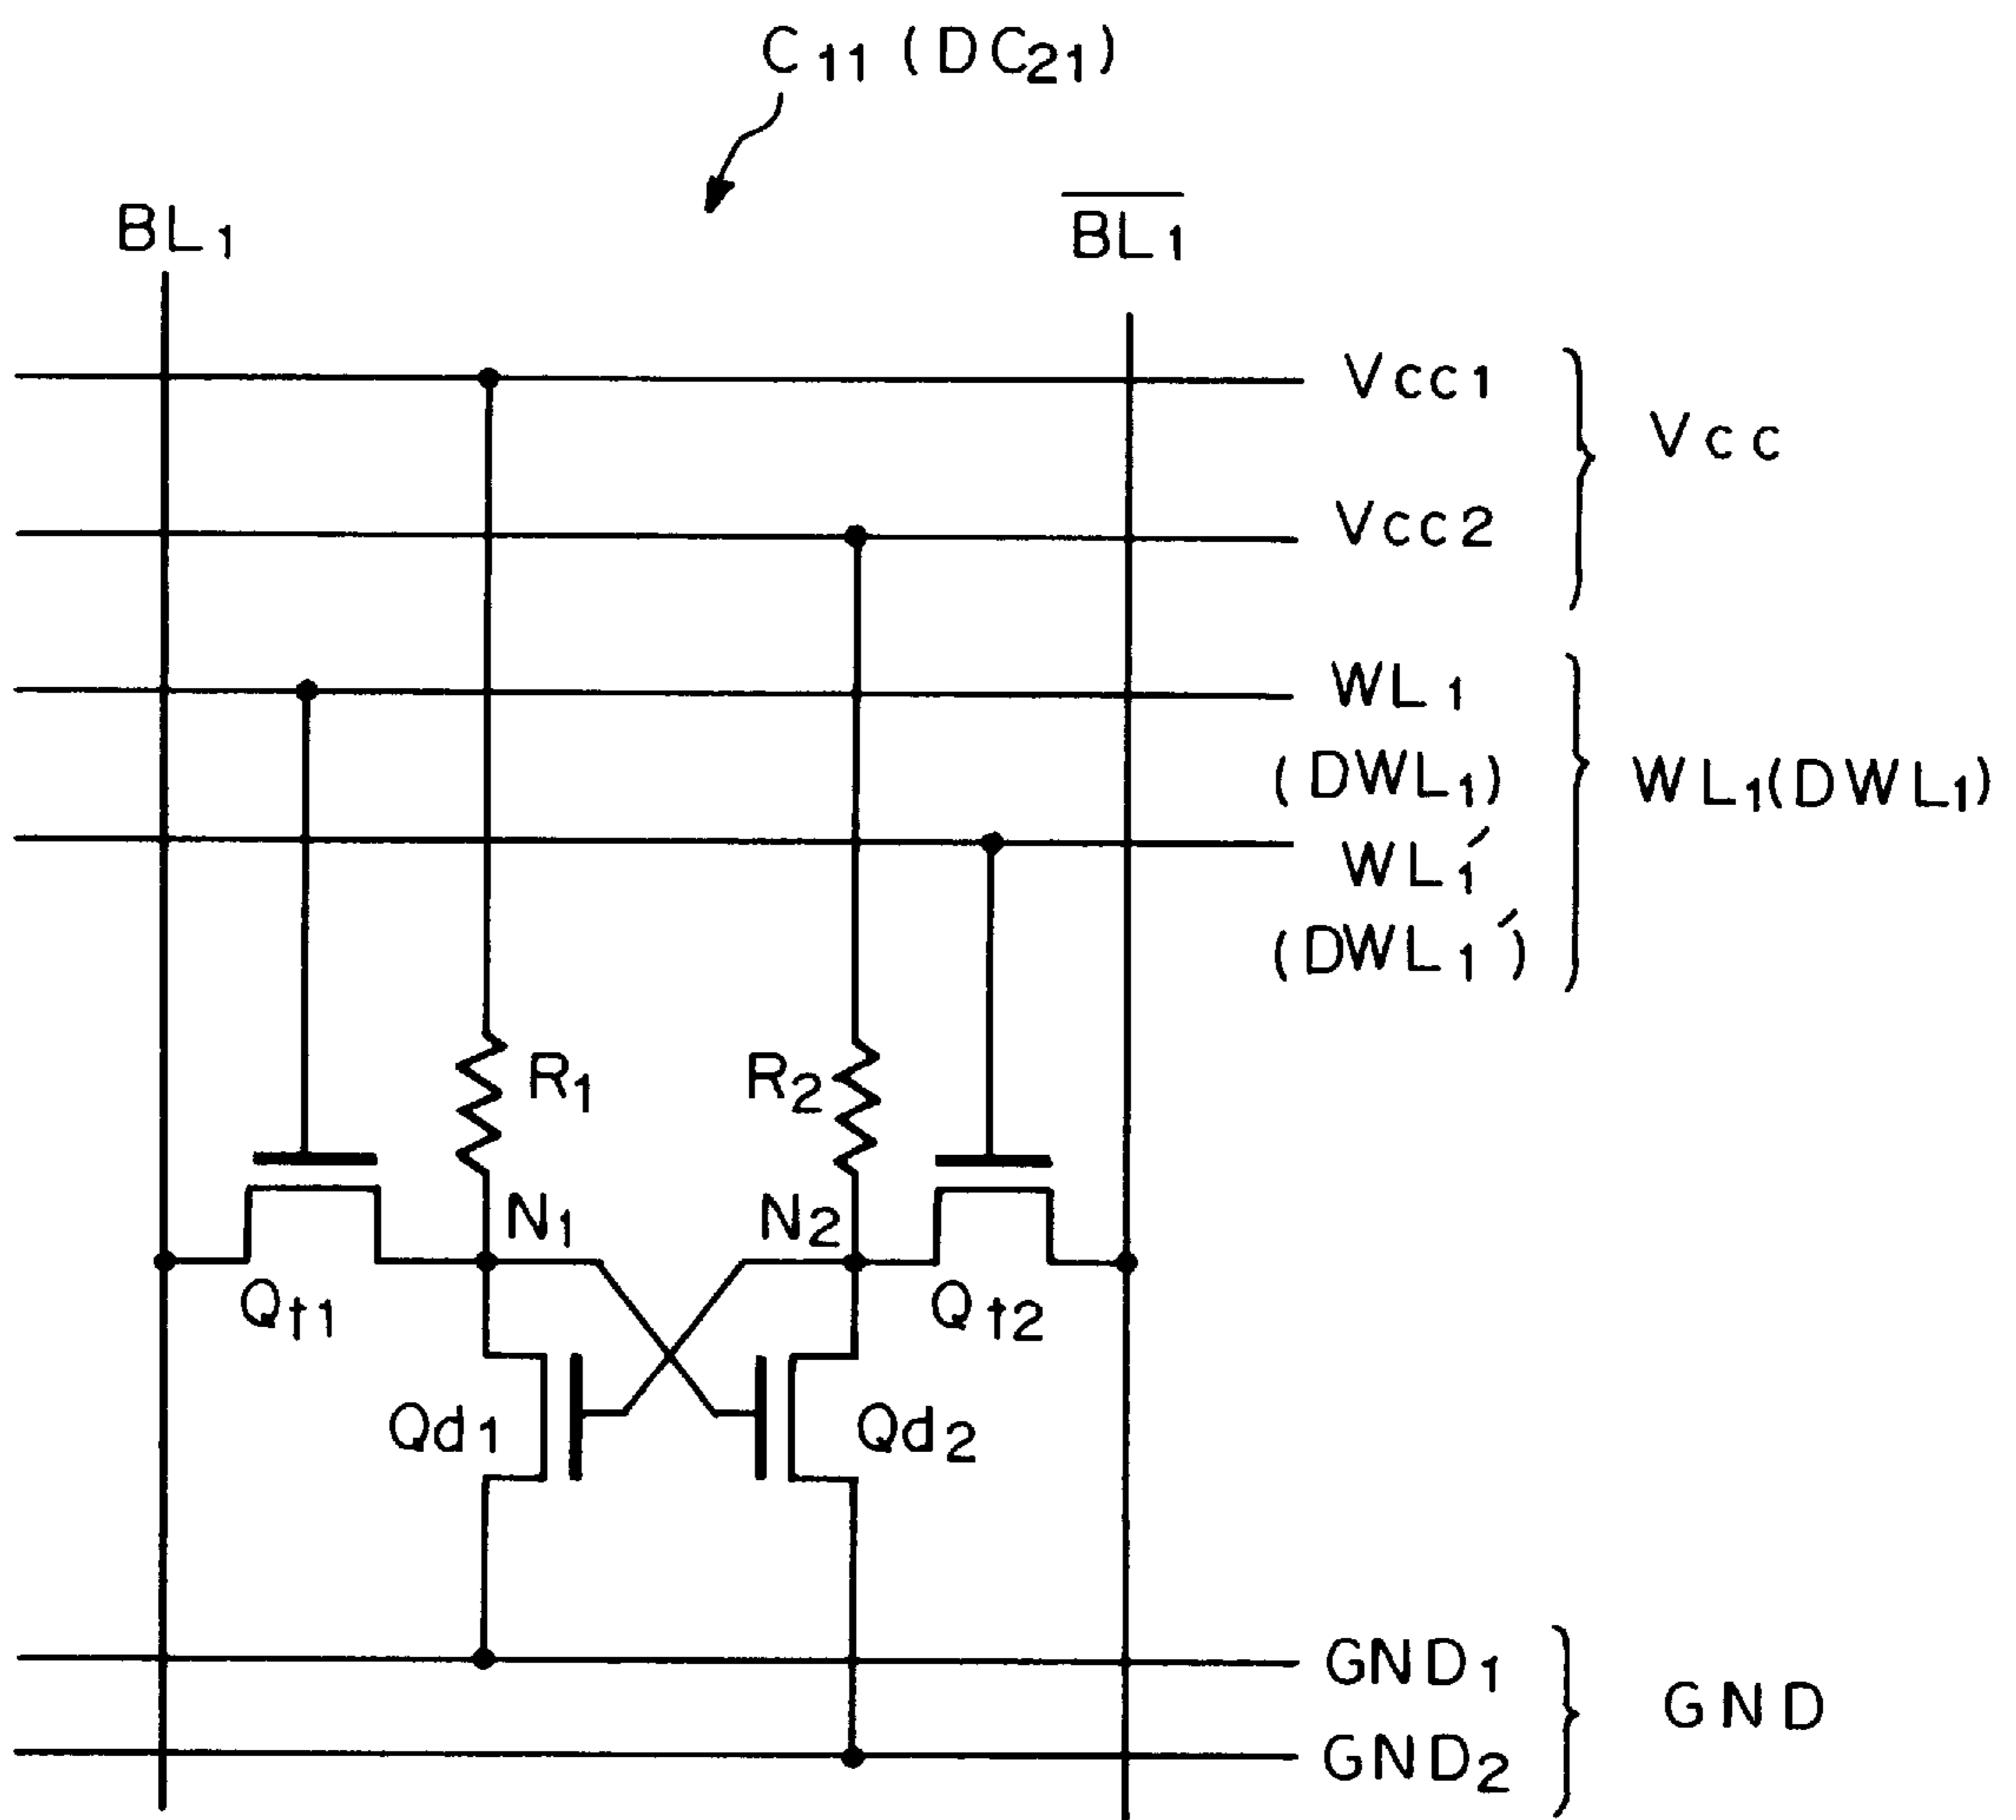 C11 (DC21)
BL1
B̅L̅1̅
Vcc1
Vcc
Vcc2
WL1
(DWL1)
WL1(DWL1)
WL1′
(DWL1′)
R1
R2
N1
N2
Qt1
Qt2
Qd1
Qd2
GND1
GND
GND2